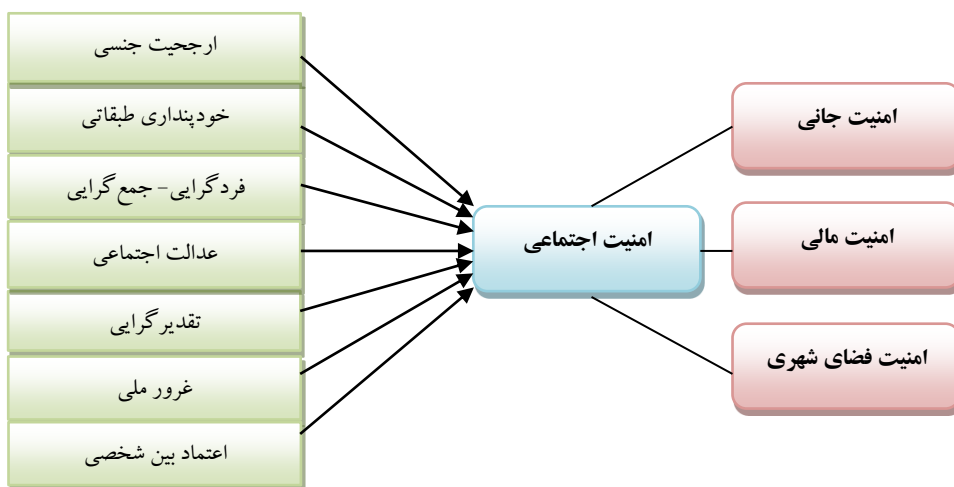 ارجحیت جنسی
خودپنداری طبقاتی
فردگرایی- جمع‌گرایی
عدالت اجتماعی
تقدیرگرایی
غرور ملی
اعتماد بین شخصی
امنیت اجتماعی
امنیت جانی
امنیت مالی
امنیت فضای شهری